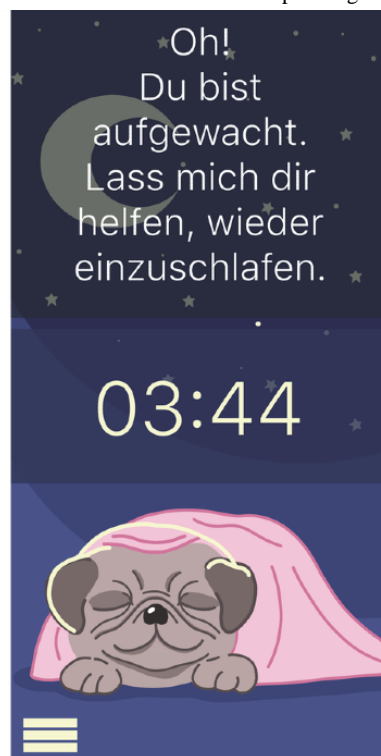 Oh!
Du bist
aufgewacht.
Lass mich dir
helfen, wieder
einzuschlafen.
03:44